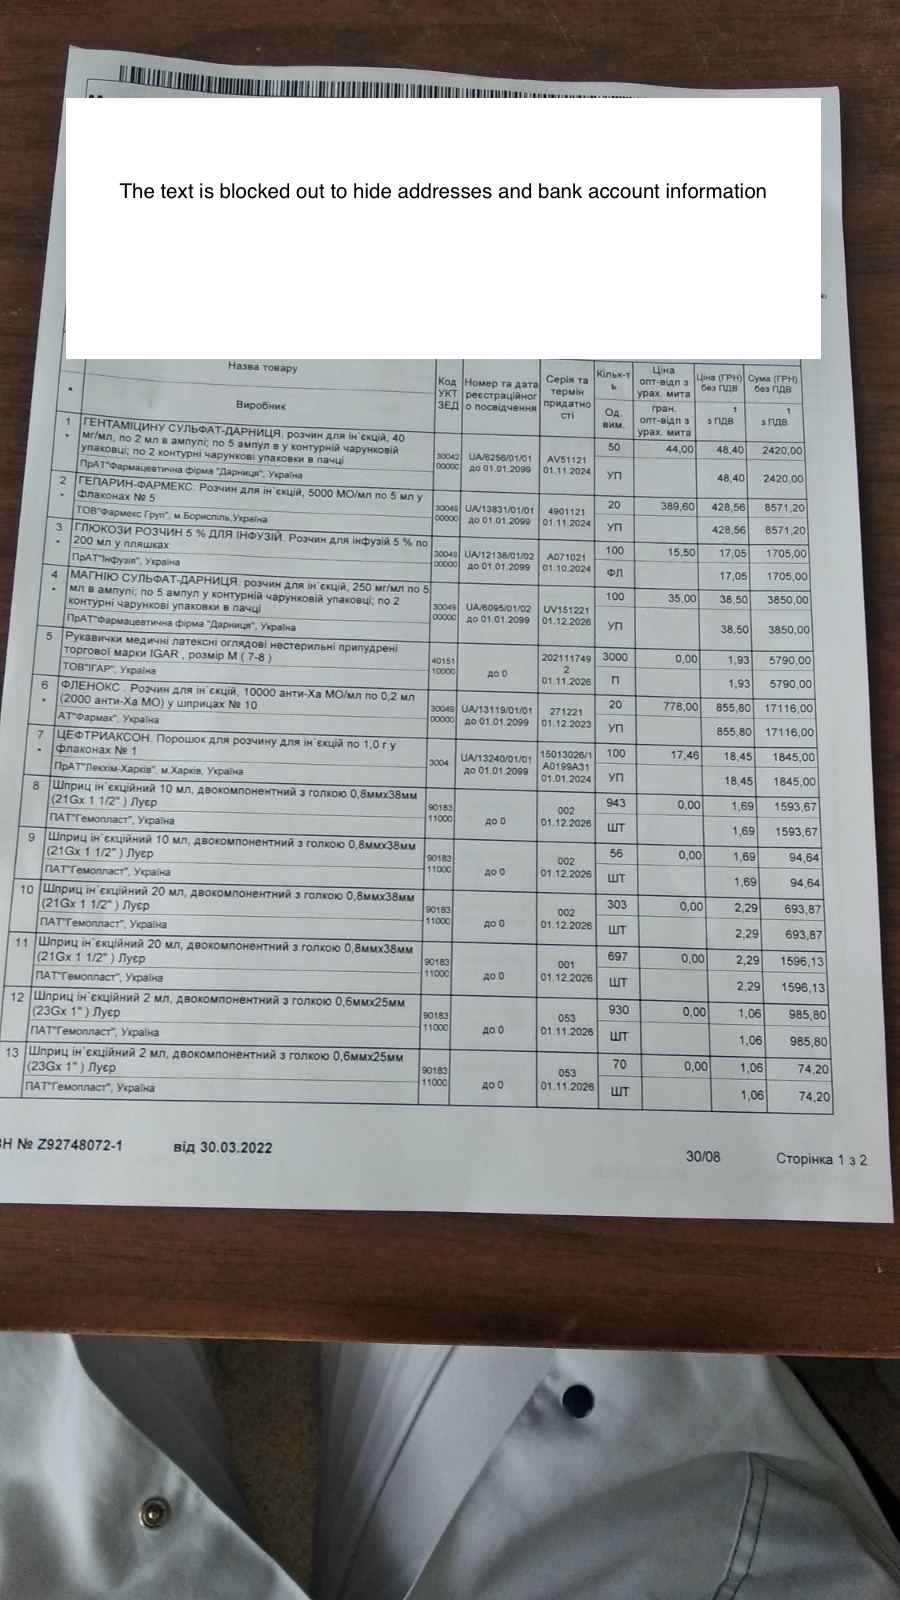 The text is blocked out to hide addresses and bank account information
Назва товару
Виробник
Код УКТ ЗЕД
Номер та дата реєстраційного посвідчення
Серія та термін придатності
Кільк-ть
Од. вим.
Ціна опт-відп з урах. мита
гран. опт-відп з урах. мита
Ціна (ГРН) без ПДВ
1
з ПДВ
Сума (ГРН) без ПДВ
1
з ПДВ
*
1 ГЕНТАМІЦИНУ СУЛЬФАТ-ДАРНИЦЯ. розчин для ін`єкцій, 40
* мг/мл, по 2 мл в ампулі; по 5 ампул в у контурній чарунковій
упаковці; по 2 контурні чарункові упаковки в пачці
ПрАТ"Фармацевтична фірма "Дарниця", Україна
30042 00000
UA/6256/01/01 до 01.01.2099
AV51121 01.11.2024
50 44,00 48,40 2420,00
УП 48,40 2420,00
2 ГЕПАРИН-ФАРМЕКС. Розчин для ін`єкцій, 5000 МО/мл по 5 мл у
* флаконах № 5
ТОВ"Фармекс Груп", м.Бориспіль,Україна
30049 00000
UA/13831/01/01 до 01.01.2099
4901121 01.11.2024
20 389,60 428,56 8571,20
УП 428,56 8571,20
3 ГЛЮКОЗИ РОЗЧИН 5 % ДЛЯ ІНФУЗІЙ. Розчин для інфузій 5 % по
* 200 мл у пляшках
ПрАТ"Інфузія", Україна
30049 00000
UA/12138/01/02 до 01.01.2099
A071021 01.10.2024
100 15,50 17,05 1705,00
ФЛ 17,05 1705,00
4 МАГНІЮ СУЛЬФАТ-ДАРНИЦЯ. розчин для ін`єкцій, 250 мг/мл по 5
* мл в ампулі; по 5 ампул у контурній чарунковій упаковці; по 2
контурні чарункові упаковки в пачці
ПрАТ"Фармацевтична фірма "Дарниця", Україна
30049 00000
UA/6095/01/02 до 01.01.2099
UV151221 01.12.2026
100 35,00 38,50 3850,00
УП 38,50 3850,00
5 Рукавички медичні латексні оглядові нестерильні припудрені
торгової марки IGAR , розмір М ( 7-8 )
ТОВ"ІГАР", Україна
40151 10000
до 0
202111749 2 01.11.2026
3000 0,00 1,93 5790,00
П 1,93 5790,00
6 ФЛЕНОКС . Розчин для ін`єкцій, 10000 анти-Ха МО/мл по 0,2 мл
* (2000 анти-Ха МО) у шприцах № 10
АТ"Фармак", Україна
30049 00000
UA/13119/01/01 до 01.01.2099
271221 01.12.2023
20 778,00 855,80 17116,00
УП 855,80 17116,00
7 ЦЕФТРИАКСОН. Порошок для розчину для ін`єкцій по 1,0 г у
* флаконах № 1
ПрАТ"Лекхім-Харків", м.Харків, Україна
3004
UA/13240/01/01 до 01.01.2099
15013026/1 A0199A31 01.01.2024
100 17,46 18,45 1845,00
УП 18,45 1845,00
8 Шприц ін`єкційний 10 мл, двокомпонентний з голкою 0,8ммх38мм
(21Gx 1 1/2" ) Луєр
ПАТ"Гемопласт", Україна
90183 11000
до 0
002 01.12.2026
943 0,00 1,69 1593,67
ШТ 1,69 1593,67
9 Шприц ін`єкційний 10 мл, двокомпонентний з голкою 0,8ммх38мм
(21Gx 1 1/2" ) Луєр
ПАТ"Гемопласт", Україна
90183 11000
до 0
002 01.12.2026
56 0,00 1,69 94,64
ШТ 1,69 94,64
10 Шприц ін`єкційний 20 мл, двокомпонентний з голкою 0,8ммх38мм
(21Gx 1 1/2" ) Луєр
ПАТ"Гемопласт", Україна
90183 11000
до 0
002 01.12.2026
303 0,00 2,29 693,87
ШТ 2,29 693,87
11 Шприц ін`єкційний 20 мл, двокомпонентний з голкою 0,8ммх38мм
(21Gx 1 1/2" ) Луєр
ПАТ"Гемопласт", Україна
90183 11000
до 0
001 01.12.2026
697 0,00 2,29 1596,13
ШТ 2,29 1596,13
12 Шприц ін`єкційний 2 мл, двокомпонентний з голкою 0,6ммх25мм
(23Gx 1" ) Луєр
ПАТ"Гемопласт", Україна
90183 11000
до 0
053 01.11.2026
930 0,00 1,06 985,80
ШТ 1,06 985,80
13 Шприц ін`єкційний 2 мл, двокомпонентний з голкою 0,6ммх25мм
(23Gx 1" ) Луєр
ПАТ"Гемопласт", Україна
90183 11000
до 0
053 01.11.2026
70 0,00 1,06 74,20
ШТ 1,06 74,20
№ Z92748072-1 від 30.03.2022 30/08 Сторінка 1 з 2